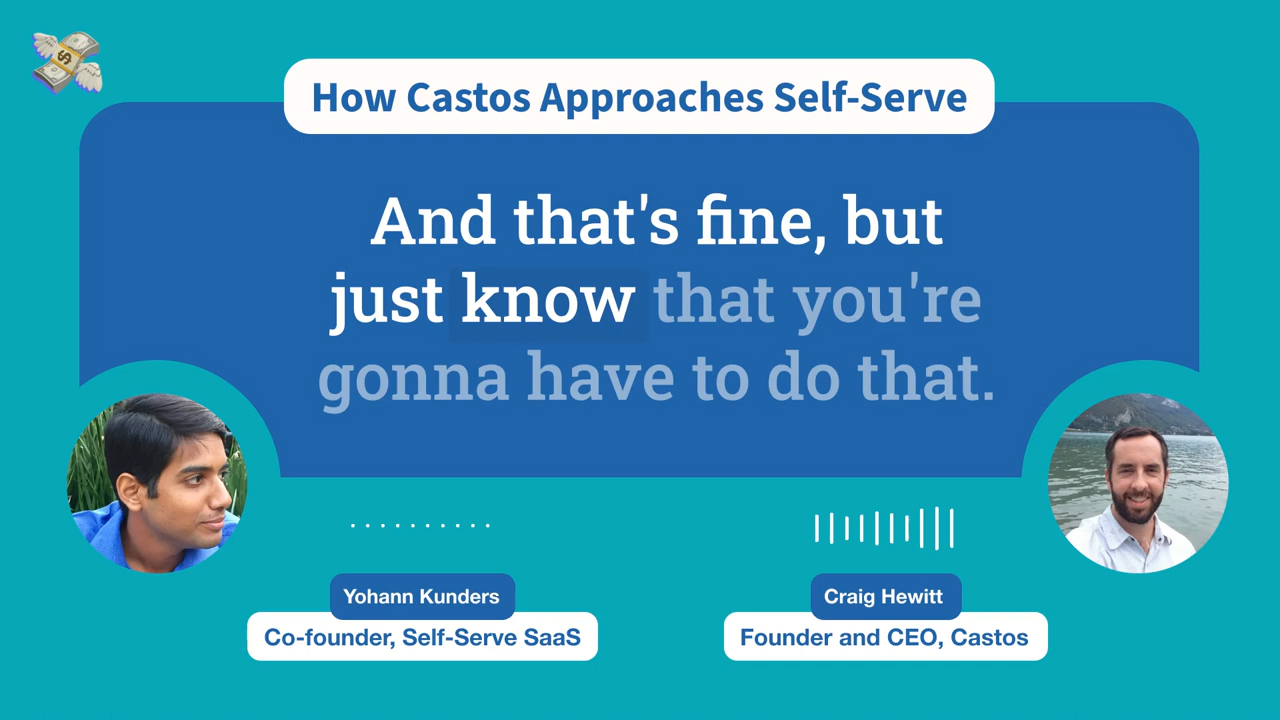 How Castos Approaches Self-Serve
And that's fine, but
just know that you're
gonna have to do that.
Yohann Kunders
Co-founder, Self-Serve SaaS
Craig Hewitt
Founder and CEO, Castos